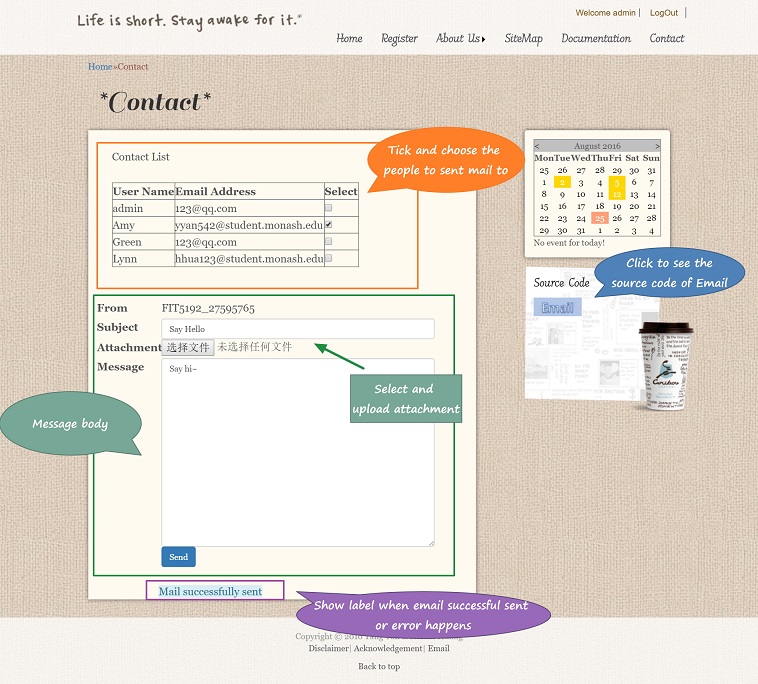 Life is short. Stay awake for it.®
Welcome admin | LogOut |
Home Register About Us SiteMap Documentation Contact
Home»Contact
*Contact*
Contact List
User Name Email Address Select
admin 123@qq.com
Amy yyan542@student.monash.edu
Green 123@qq.com
Lynn hhua123@student.monash.edu
Tick and choose the
people to sent mail to
< August 2016 >
Mon Tue Wed Thu Fri Sat Sun
25 26 27 28 29 30 31
1 2 3 4 5 6 7
8 9 10 11 12 13 14
15 16 17 18 19 20 21
22 23 24 25 26 27 28
29 30 31 1 2 3 4
No event for today!
Source Code
Email
Click to see the
source code of Email
Caribou
From FIT5192_27595765
Subject Say Hello
Attachment 选择文件 未选择任何文件
Message Say hi~
Select and
upload attachment
Message body
Send
Mail successfully sent
Show label when email successful sent
or error happens
Copyright © 2016
Disclaimer| Acknowledgement| Email
Back to top